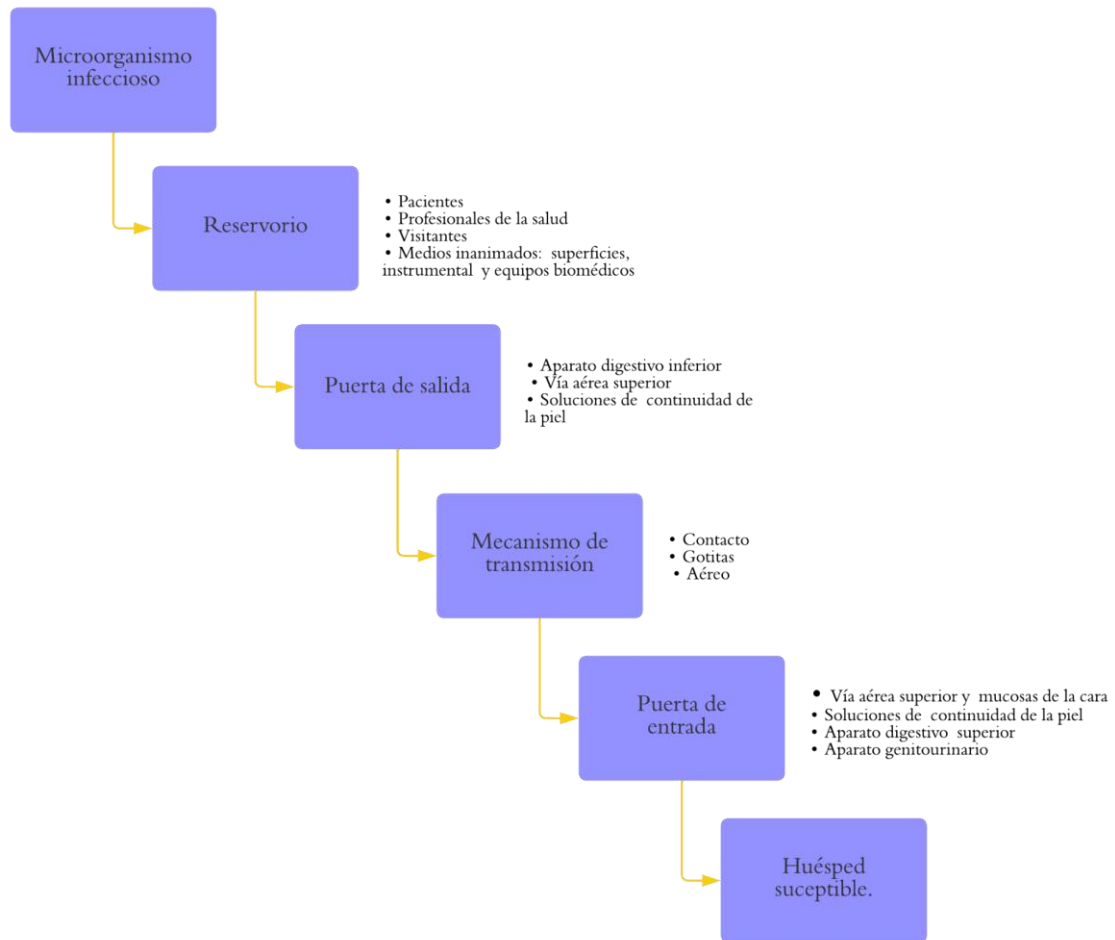 Microorganismo
infeccioso
Reservorio
• Pacientes
• Profesionales de la salud
• Visitantes
• Medios inanimados: superficies,
instrumental y equipos biomédicos
Puerta de salida
• Aparato digestivo inferior
• Vía aérea superior
• Soluciones de continuidad de
la piel
Mecanismo de
transmisión
• Contacto
• Gotitas
• Aéreo
Puerta de
entrada
• Vía aérea superior y mucosas de la cara
• Soluciones de continuidad de la piel
• Aparato digestivo superior
• Aparato genitourinario
Huésped
suceptible.